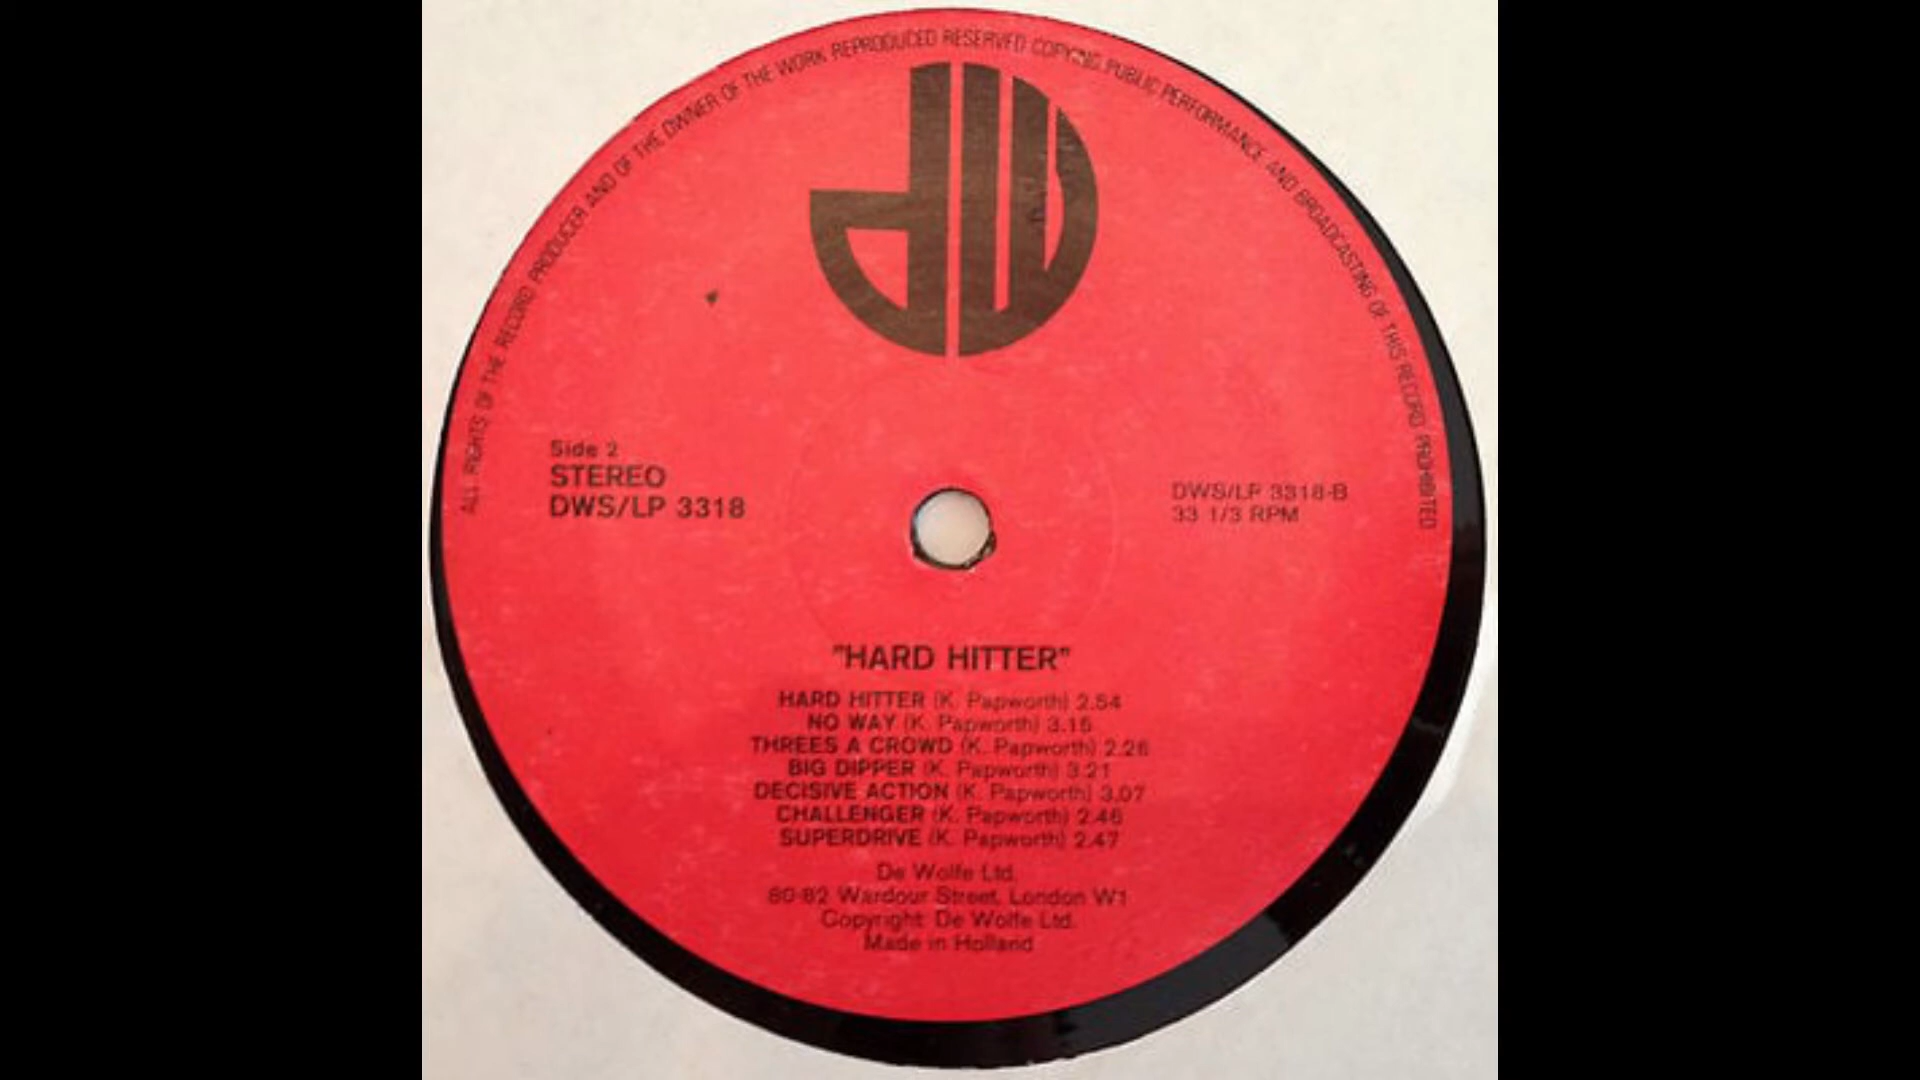 ALL RIGHTS OF THE RECORD PRODUCER AND OF THE OWNER OF THE WORK REPRODUCED RESERVED COPYING, PUBLIC PERFORMANCE AND BROADCASTING OF THIS RECORD PROHIBITED
dw
Side 2
STEREO
DWS/LP 3318
DWS/LP 3318-B
33 1/3 RPM
"HARD HITTER"
HARD HITTER (K. Papworth) 2.54
NO WAY (K. Papworth) 3.15
THREES A CROWD (K. Papworth) 2.26
BIG DIPPER (K. Papworth) 3.21
DECISIVE ACTION (K. Papworth) 3.07
CHALLENGER (K. Papworth) 2.46
SUPERDRIVE (K. Papworth) 2.47
De Wolfe Ltd.
80-82 Wardour Street, London W1
Copyright: De Wolfe Ltd.
Made in Holland